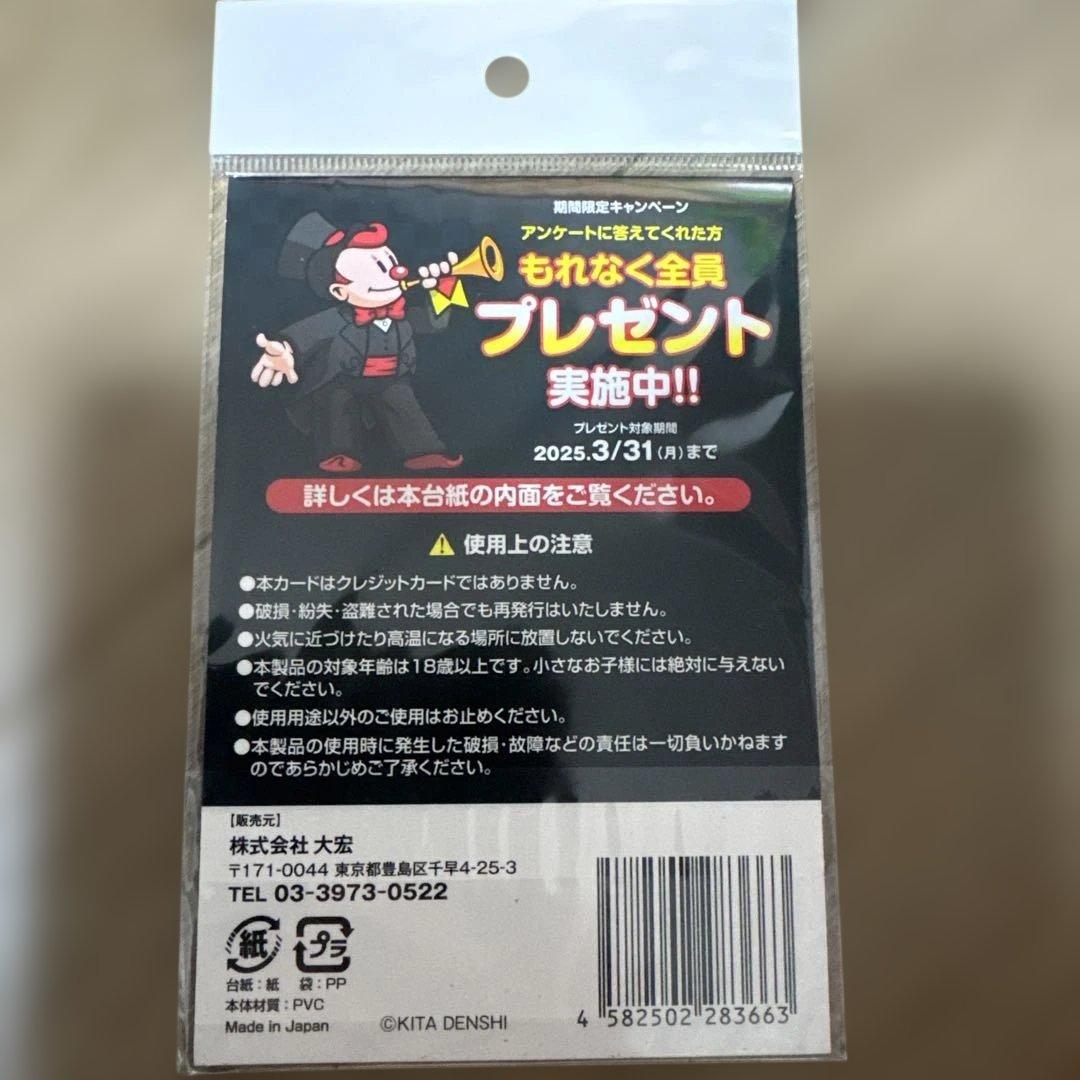 期間限定キャンペーン
アンケートに答えてくれた方
もれなく全員
プレゼント
実施中!!
プレゼント対象期間
2025.3/31(月)まで
詳しくは本台紙の内面をご覧ください。
使用上の注意
●本カードはクレジットカードではありません。
●破損・紛失・盗難された場合でも再発行はいたしません。
●火気に近づけたり高温になる場所に放置しないでください。
●本製品の対象年齢は18歳以上です。小さなお子様には絶対に与えない
でください。
●使用用途以外のご使用はお止めください。
●本製品の使用時に発生した破損・故障などの責任は一切負いかねます
のであらかじめご了承ください。
【販売元】
株式会社 大宏
〒171-0044 東京都豊島区千早4-25-3
TEL 03-3973-0522
紙 プラ
台紙:紙 袋:PP
本体材質:PVC
Made in Japan
©KITA DENSHI
4 582502 283663